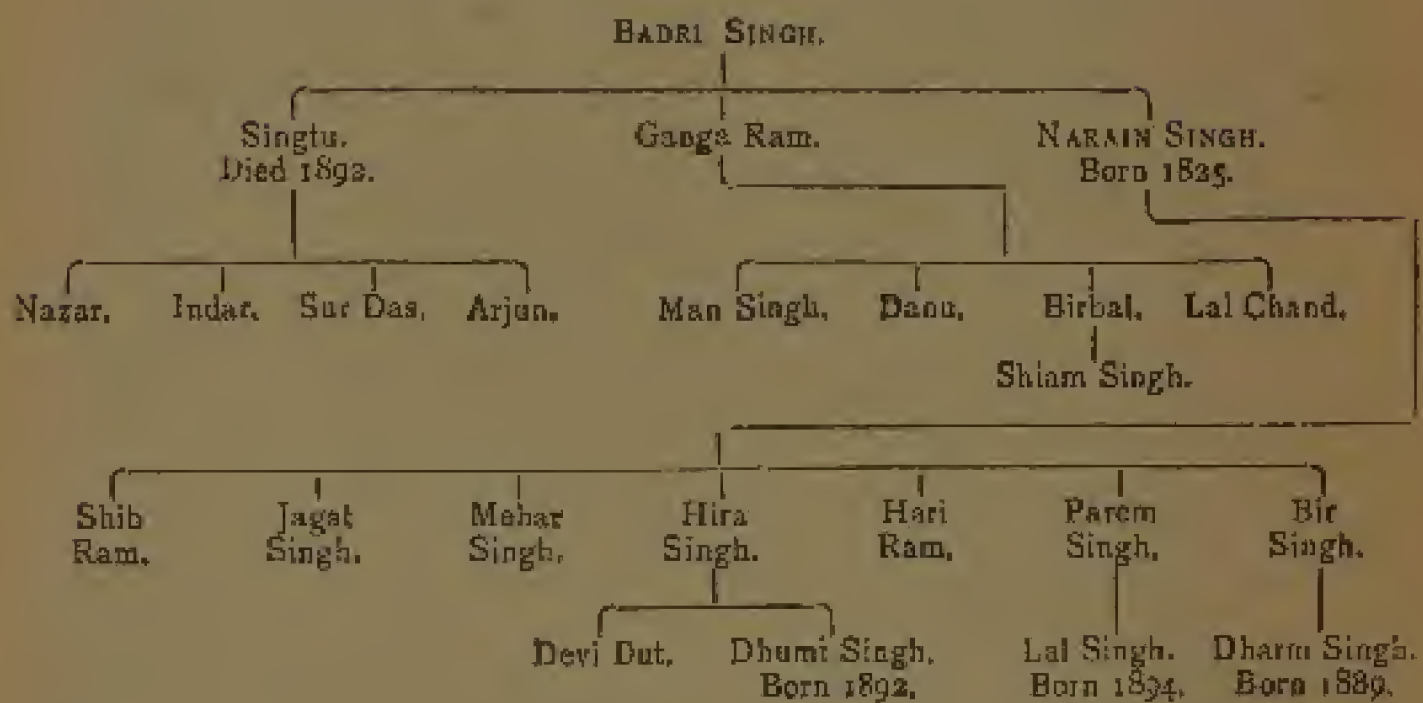 BADRI SINGH.
Singtu. Ganga Ram. NARAIN SINGH.
Died 1892. Born 1825.
Nazar. Indar. Sur Das. Arjun. Man Singh. Danu. Birbal. Lal Chand.
Shiam Singh.
Shib Jagat Mehar Hira Hari Parem Bir
Ram. Singh. Singh. Singh. Ram. Singh. Singh.
Devi Dut. Dhumi Singh. Lal Singh. Dharm Singh.
Born 1892. Born 1894. Born 1889.